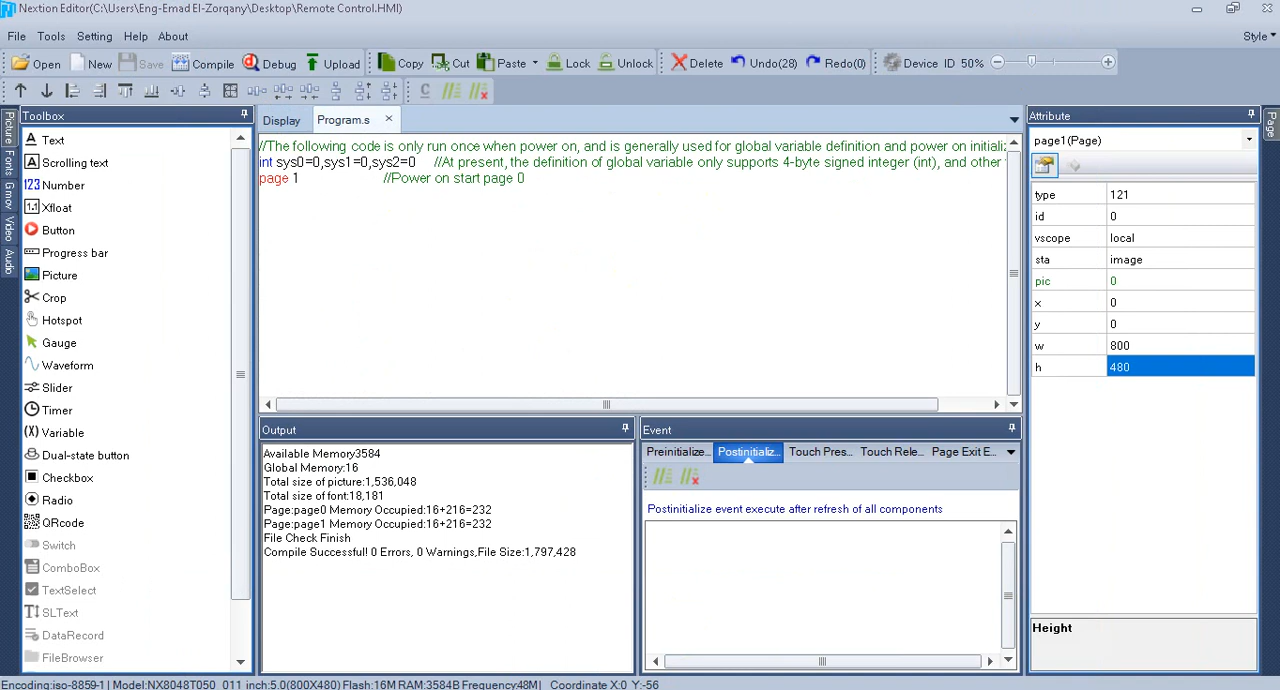 Nextion Editor(C:\Users\Eng-Emad El-Zorqany\Desktop\Remote Control.HMI)
File Tools Setting Help About Style
Open New Save Compile Debug Upload Copy Cut Paste Lock Unlock Delete Undo(28) Redo(0) Device ID 50%
Toolbox
Text
Scrolling text
123 Number
1.1 Xfloat
Button
Progress bar
Picture
Crop
Hotspot
Gauge
Waveform
Slider
Timer
(X) Variable
Dual-state button
Checkbox
Radio
QRcode
Switch
ComboBox
TextSelect
SLText
DataRecord
FileBrowser
Picture
Fonts
Gmov
Video
Audio
Display Program.s
//The following code is only run once when power on, and is generally used for global variable definition and power on initializ
int sys0=0,sys1=0,sys2=0 //At present, the definition of global variable only supports 4-byte signed integer (int), and other
page 1 //Power on start page 0
Output
Available Memory3584
Global Memory:16
Total size of picture:1,536,048
Total size of font:18,181
Page:page0 Memory Occupied:16+216=232
Page:page1 Memory Occupied:16+216=232
File Check Finish
Compile Successful! 0 Errors, 0 Warnings,File Size:1,797,428
Event
Preinitialize... Postinitializ... Touch Pres... Touch Rele... Page Exit E...
Postinitialize event execute after refresh of all components
Attribute
page1(Page)
type 121
id 0
vscope local
sta image
pic 0
x 0
y 0
w 800
h 480
Height
Page
Encoding:iso-8859-1| Model:NX8048T050_011 inch:5.0(800X480) Flash:16M RAM:3584B Frequency48M| Coordinate X:0 Y:-56